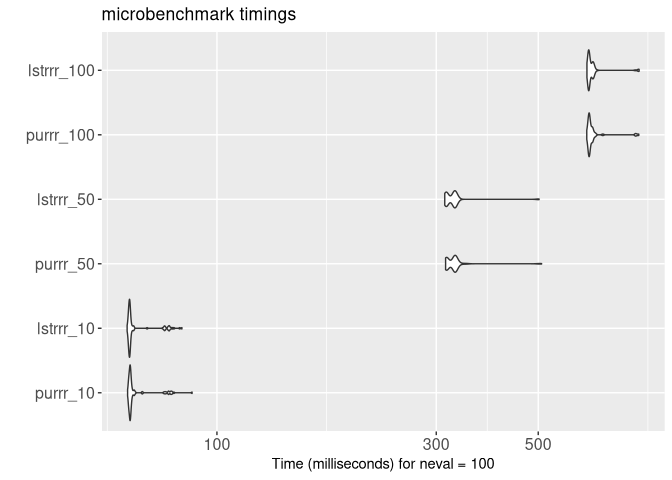 microbenchmark timings
lstrrr_100
purrr_100
lstrrr_50
purrr_50
lstrrr_10
purrr_10
100 300 500
Time (milliseconds) for neval = 100